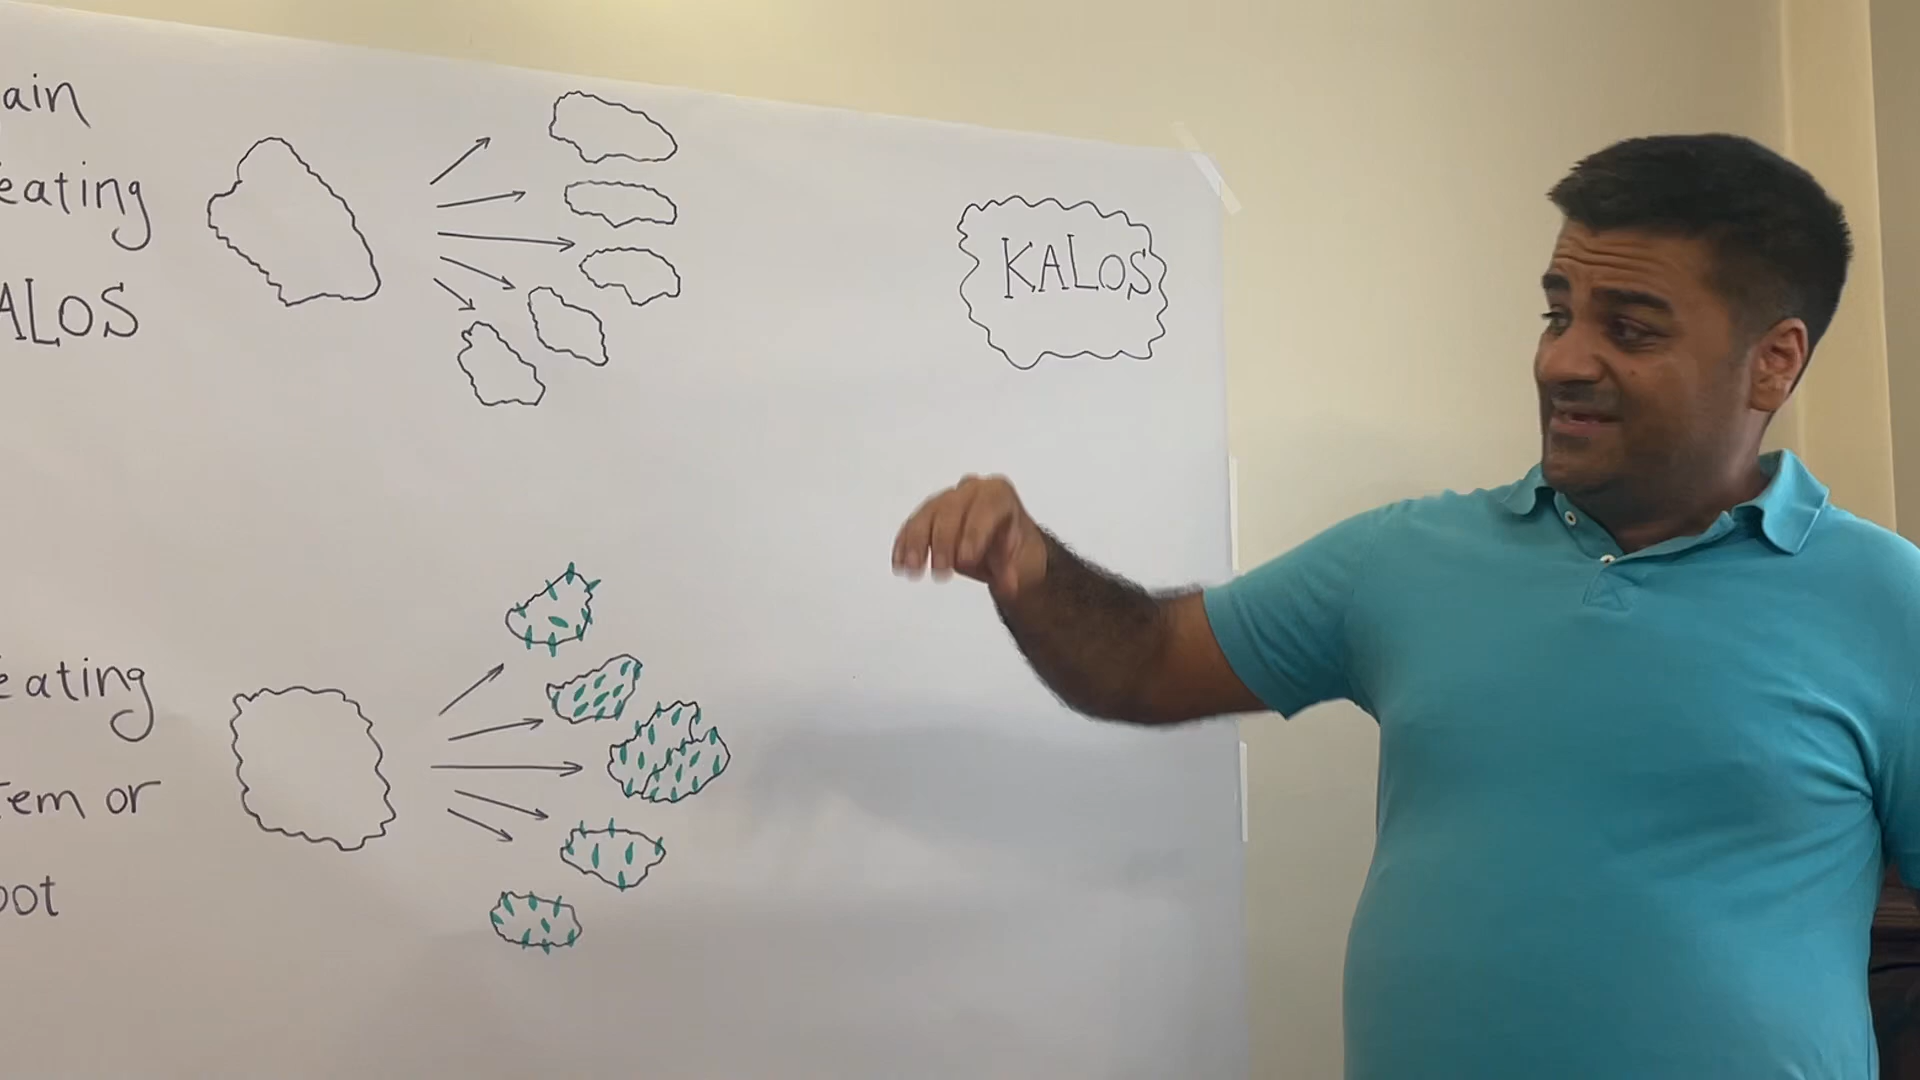 ain
eating
ALOS
KALOS
eating
em or
oot